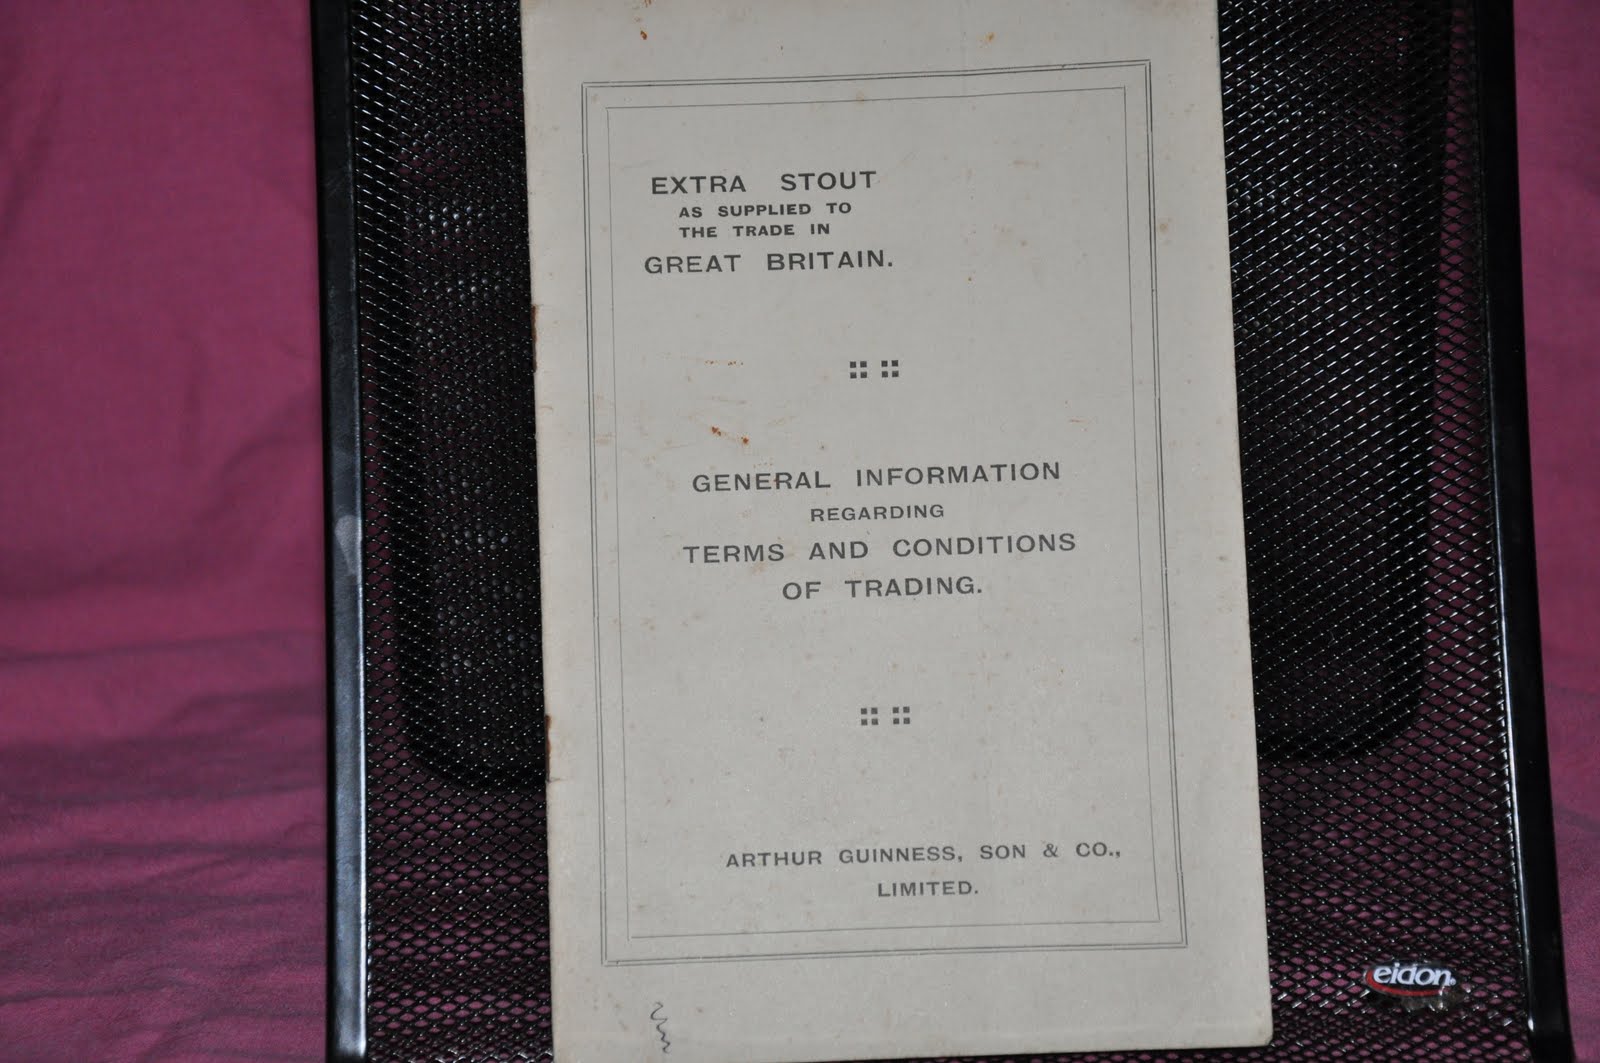 EXTRA STOUT
AS SUPPLIED TO
THE TRADE IN
GREAT BRITAIN.
GENERAL INFORMATION
REGARDING
TERMS AND CONDITIONS
OF TRADING.
ARTHUR GUINNESS, SON & CO.,
LIMITED.
eldon